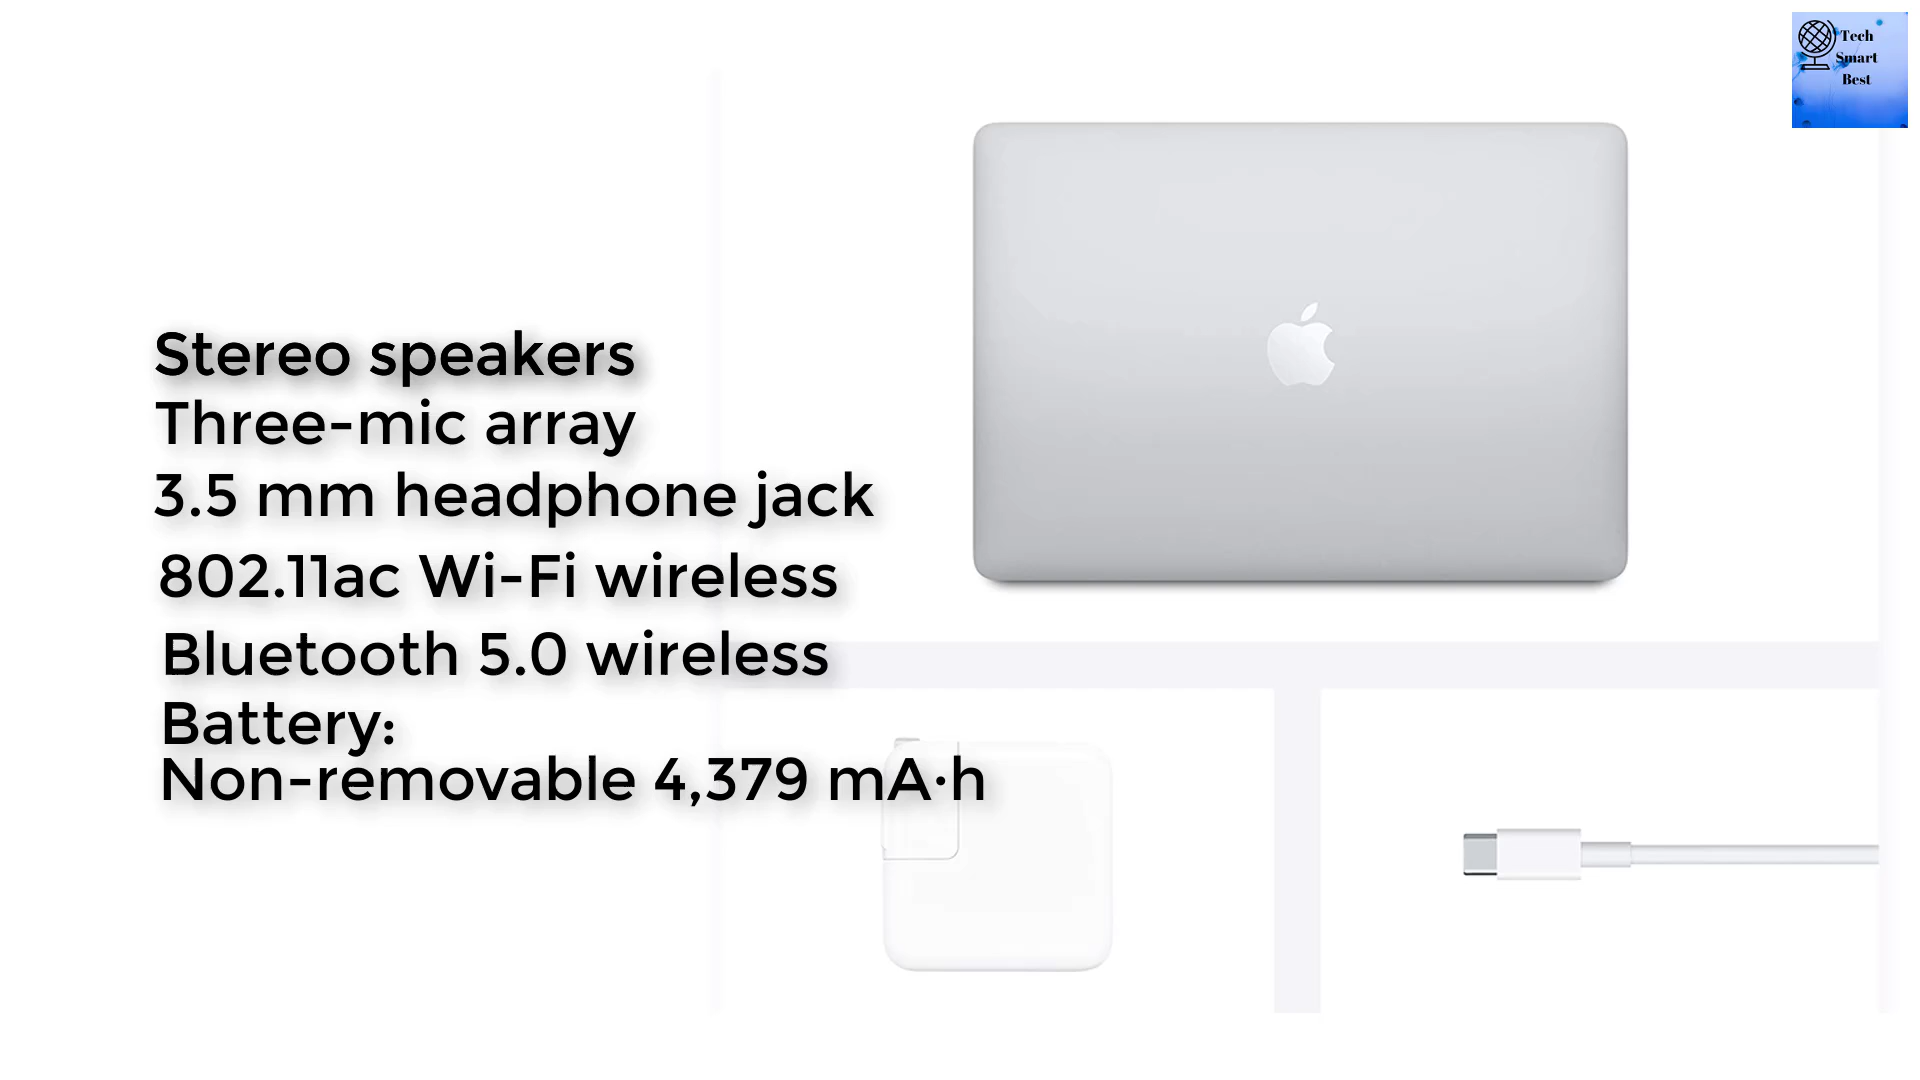 Tech
Smart
Best
Stereo speakers
Three-mic array
3.5 mm headphone jack
802.11ac Wi-Fi wireless
Bluetooth 5.0 wireless
Battery:
Non-removable 4,379 mA·h